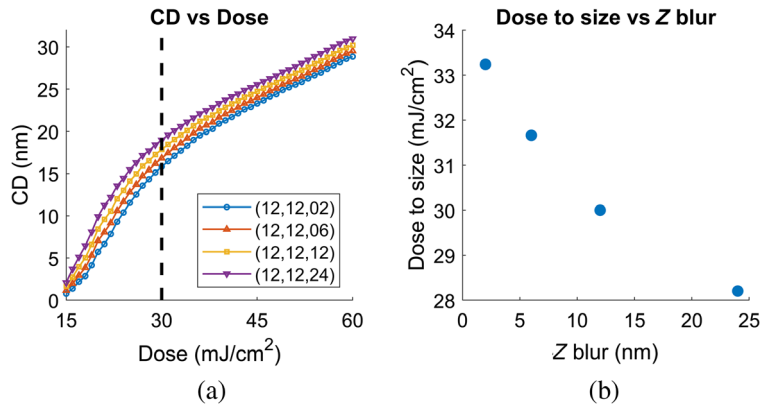 CD vs Dose
CD (nm)
30
25
20
15
10
5
0
15 30 45 60
Dose (mJ/cm²)
(12,12,02)
(12,12,06)
(12,12,12)
(12,12,24)
(a)
Dose to size vs Z blur
Dose to size (mJ/cm²)
34
33
32
31
30
29
28
0 5 10 15 20 25
Z blur (nm)
(b)